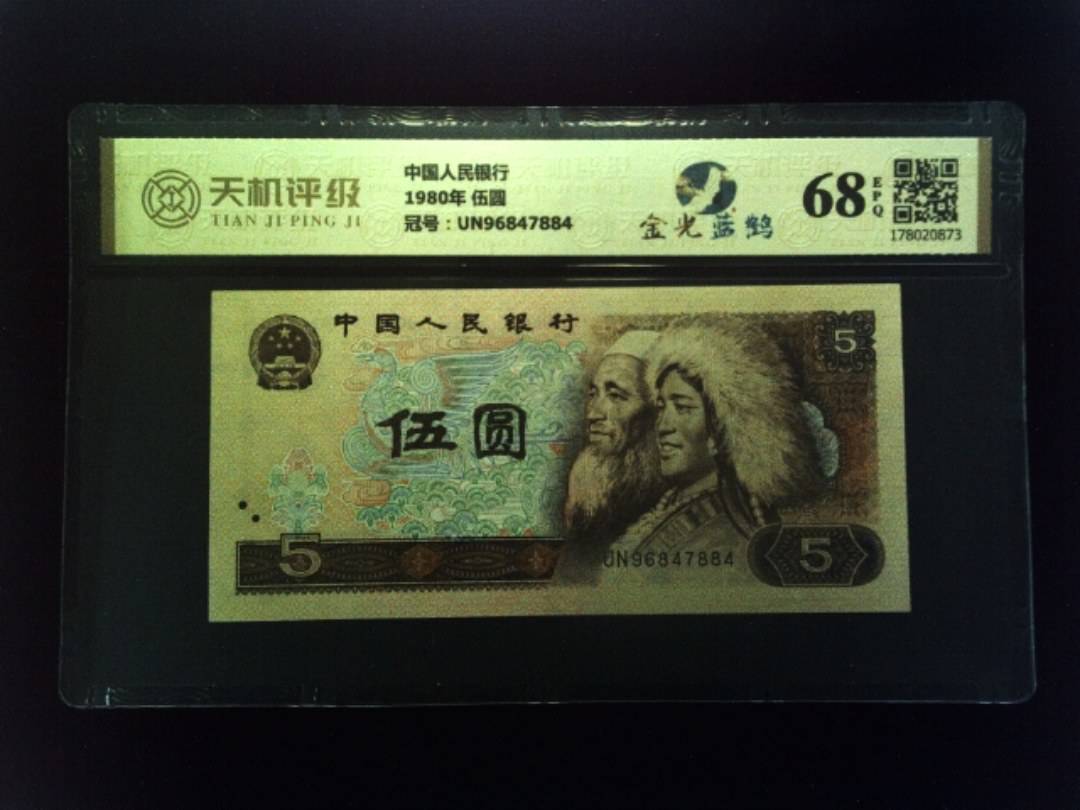 天机评级
TIAN JI PING JI
中国人民银行
1980年 伍圆
冠号：UN96847884
金光蓝鹤
68
EPQ
178020873
中国人民银行
5
伍圆
5
UN96847884
5